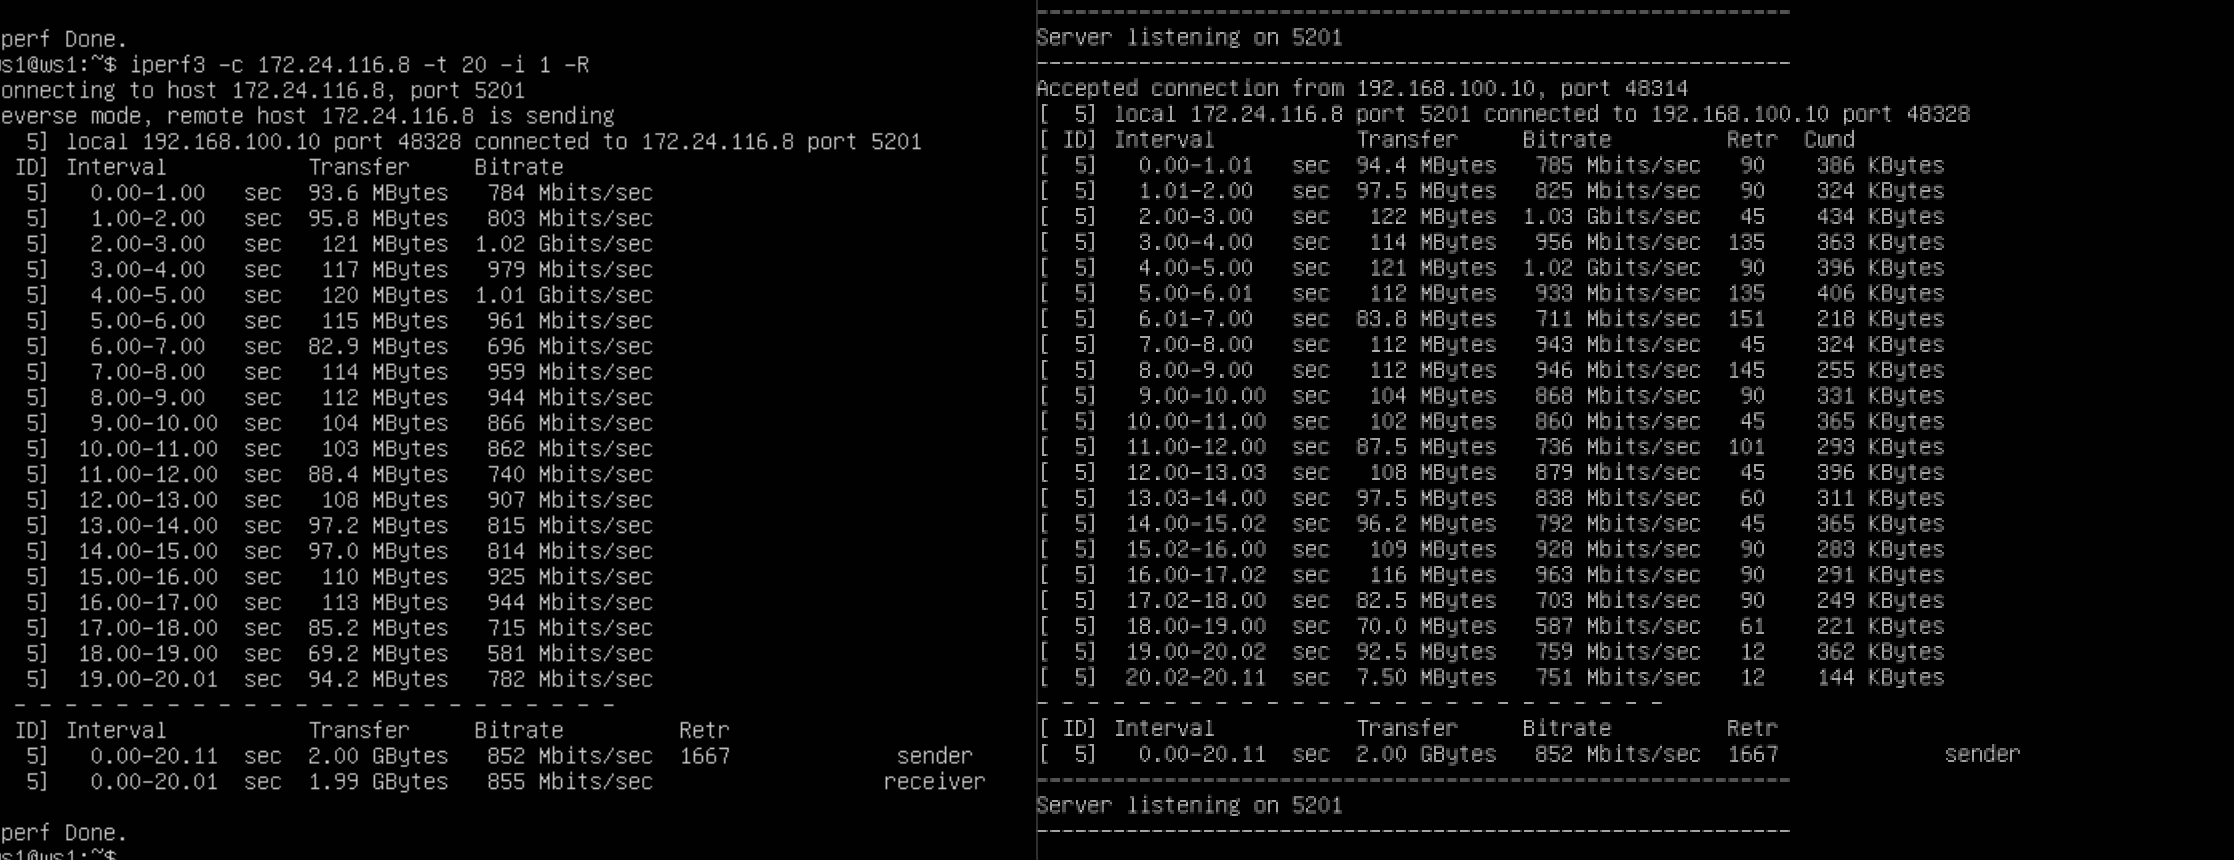 perf Done.
s1@ws1:~$ iperf3 -c 172.24.116.8 -t 20 -i 1 -R
onnecting to host 172.24.116.8, port 5201
everse mode, remote host 172.24.116.8 is sending
5] local 192.168.100.10 port 48328 connected to 172.24.116.8 port 5201
ID] Interval Transfer Bitrate
5] 0.00-1.00 sec 93.6 MBytes 784 Mbits/sec
5] 1.00-2.00 sec 95.8 MBytes 803 Mbits/sec
5] 2.00-3.00 sec 121 MBytes 1.02 Gbits/sec
5] 3.00-4.00 sec 117 MBytes 979 Mbits/sec
5] 4.00-5.00 sec 120 MBytes 1.01 Gbits/sec
5] 5.00-6.00 sec 115 MBytes 961 Mbits/sec
5] 6.00-7.00 sec 82.9 MBytes 696 Mbits/sec
5] 7.00-8.00 sec 114 MBytes 959 Mbits/sec
5] 8.00-9.00 sec 112 MBytes 944 Mbits/sec
5] 9.00-10.00 sec 104 MBytes 866 Mbits/sec
5] 10.00-11.00 sec 103 MBytes 862 Mbits/sec
5] 11.00-12.00 sec 88.4 MBytes 740 Mbits/sec
5] 12.00-13.00 sec 108 MBytes 907 Mbits/sec
5] 13.00-14.00 sec 97.2 MBytes 815 Mbits/sec
5] 14.00-15.00 sec 97.0 MBytes 814 Mbits/sec
5] 15.00-16.00 sec 110 MBytes 925 Mbits/sec
5] 16.00-17.00 sec 113 MBytes 944 Mbits/sec
5] 17.00-18.00 sec 85.2 MBytes 715 Mbits/sec
5] 18.00-19.00 sec 69.2 MBytes 581 Mbits/sec
5] 19.00-20.01 sec 94.2 MBytes 782 Mbits/sec
- - - - - - - - - - - - - - - - - - - - - - - -
ID] Interval Transfer Bitrate Retr
5] 0.00-20.11 sec 2.00 GBytes 852 Mbits/sec 1667 sender
5] 0.00-20.01 sec 1.99 GBytes 855 Mbits/sec receiver
perf Done.
s1@ws1:~$
-----------------------------------------------------------
Server listening on 5201
-----------------------------------------------------------
Accepted connection from 192.168.100.10, port 48314
[ 5] local 172.24.116.8 port 5201 connected to 192.168.100.10 port 48328
[ ID] Interval Transfer Bitrate Retr Cwnd
[ 5] 0.00-1.01 sec 94.4 MBytes 785 Mbits/sec 90 386 KBytes
[ 5] 1.01-2.00 sec 97.5 MBytes 825 Mbits/sec 90 324 KBytes
[ 5] 2.00-3.00 sec 122 MBytes 1.03 Gbits/sec 45 434 KBytes
[ 5] 3.00-4.00 sec 114 MBytes 956 Mbits/sec 135 363 KBytes
[ 5] 4.00-5.00 sec 121 MBytes 1.02 Gbits/sec 90 396 KBytes
[ 5] 5.00-6.01 sec 112 MBytes 933 Mbits/sec 135 406 KBytes
[ 5] 6.01-7.00 sec 83.8 MBytes 711 Mbits/sec 151 218 KBytes
[ 5] 7.00-8.00 sec 112 MBytes 943 Mbits/sec 45 324 KBytes
[ 5] 8.00-9.00 sec 112 MBytes 946 Mbits/sec 145 255 KBytes
[ 5] 9.00-10.00 sec 104 MBytes 868 Mbits/sec 90 331 KBytes
[ 5] 10.00-11.00 sec 102 MBytes 860 Mbits/sec 45 365 KBytes
[ 5] 11.00-12.00 sec 87.5 MBytes 736 Mbits/sec 101 293 KBytes
[ 5] 12.00-13.03 sec 108 MBytes 879 Mbits/sec 45 396 KBytes
[ 5] 13.03-14.00 sec 97.5 MBytes 838 Mbits/sec 60 311 KBytes
[ 5] 14.00-15.02 sec 96.2 MBytes 792 Mbits/sec 45 365 KBytes
[ 5] 15.02-16.00 sec 109 MBytes 928 Mbits/sec 90 283 KBytes
[ 5] 16.00-17.02 sec 116 MBytes 963 Mbits/sec 90 291 KBytes
[ 5] 17.02-18.00 sec 82.5 MBytes 703 Mbits/sec 90 249 KBytes
[ 5] 18.00-19.00 sec 70.0 MBytes 587 Mbits/sec 61 221 KBytes
[ 5] 19.00-20.02 sec 92.5 MBytes 759 Mbits/sec 12 362 KBytes
[ 5] 20.02-20.11 sec 7.50 MBytes 751 Mbits/sec 12 144 KBytes
- - - - - - - - - - - - - - - - - - - - - - - - -
[ ID] Interval Transfer Bitrate Retr
[ 5] 0.00-20.11 sec 2.00 GBytes 852 Mbits/sec 1667 sender
-----------------------------------------------------------
Server listening on 5201
-----------------------------------------------------------